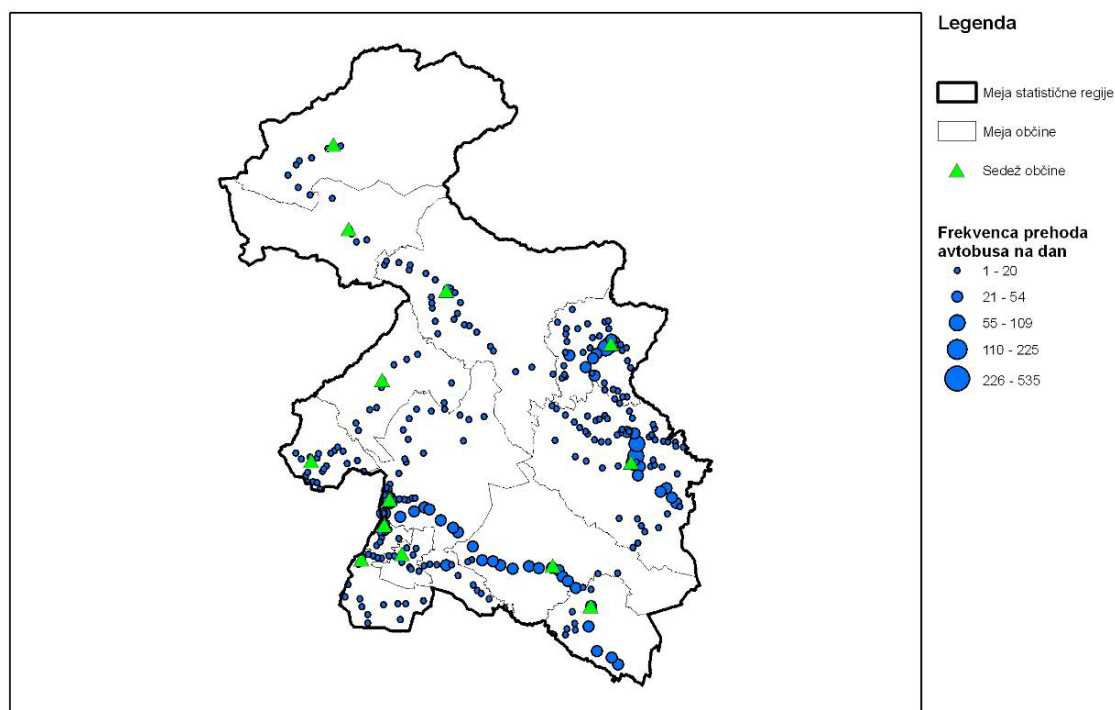 Legenda
Meja statistične regije
Meja občine
Sedež občine
Frekvenca prehoda
avtobusa na dan
1 - 20
21 - 54
55 - 109
110 - 225
226 - 535